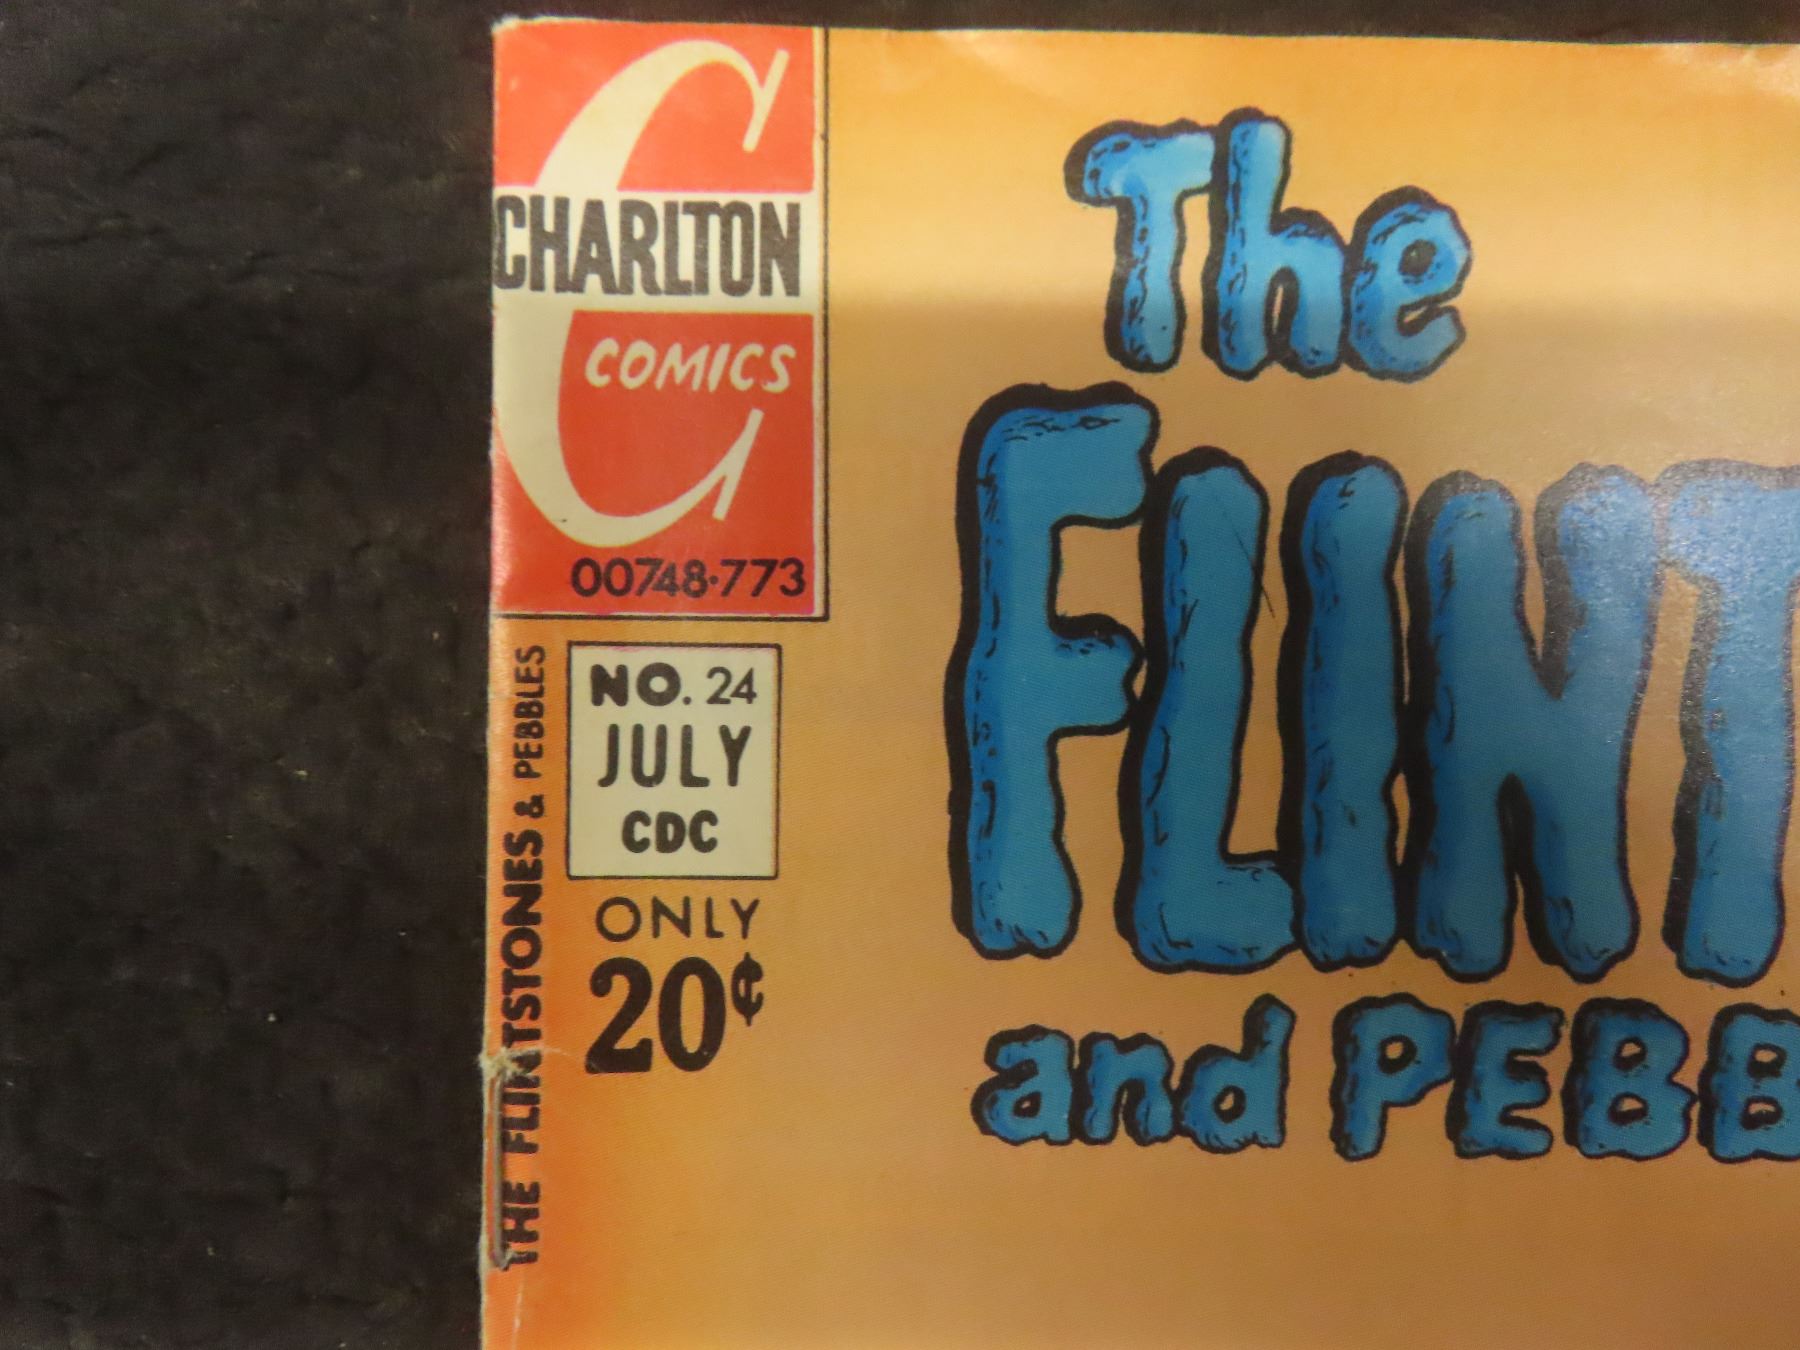 CHARLTON
COMICS
00748·773
NO. 24
JULY
CDC
ONLY
20¢
THE FLINTSTONES & PEBBLES
The
FLINT
and PEBB